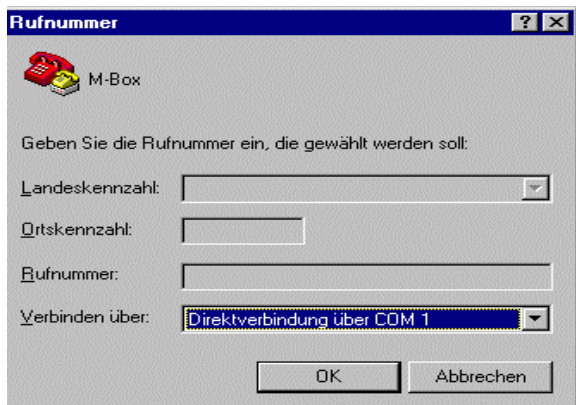 Rufnummer
M-Box
Geben Sie die Rufnummer ein, die gewählt werden soll:
Landeskennzahl:
Ortskennzahl:
Rufnummer:
Verbinden über: Direktverbindung über COM 1
OK Abbrechen